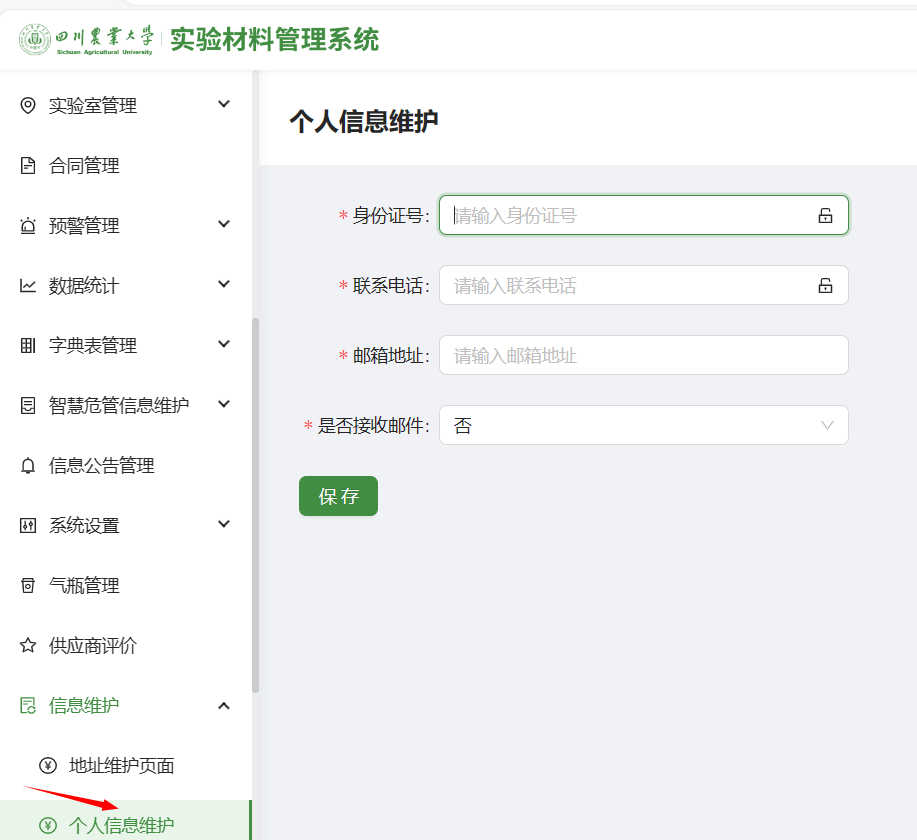 四川农业大学
Sichuan Agricultural University
实验材料管理系统
实验室管理
合同管理
预警管理
数据统计
字典表管理
智慧危管信息维护
信息公告管理
系统设置
气瓶管理
供应商评价
信息维护
地址维护页面
个人信息维护
个人信息维护
* 身份证号: 请输入身份证号
* 联系电话: 请输入联系电话
* 邮箱地址: 请输入邮箱地址
* 是否接收邮件: 否
保存